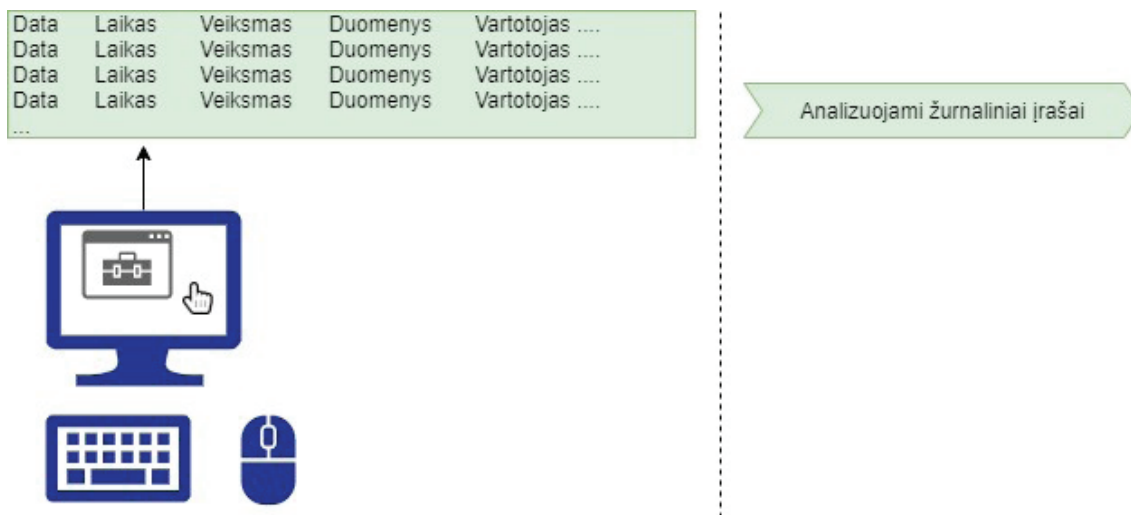 Data Laikas Veiksmas Duomenys Vartotojas ....
Data Laikas Veiksmas Duomenys Vartotojas ....
Data Laikas Veiksmas Duomenys Vartotojas ....
Data Laikas Veiksmas Duomenys Vartotojas ....
...
Analizuojami žurnaliniai įrašai